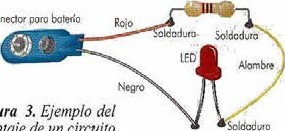 nector para batería
Rojo
Soldadura
Soldadura
LED
Alambre
Negro
ura 3. Ejemplo del
ntaje de un circuito
Soldadura